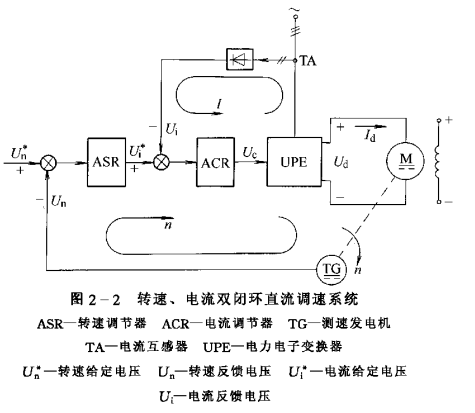 ~
TA
I
− U_i
U_n^* + − U_n ASR U_i^* + ACR U_c UPE + U_d − I_d M + −
n
TG n
图 2-2 转速、电流双闭环直流调速系统
ASR—转速调节器 ACR—电流调节器 TG—测速发电机
TA—电流互感器 UPE—电力电子变换器
U_n^*—转速给定电压 U_n—转速反馈电压 U_i^*—电流给定电压
U_i—电流反馈电压